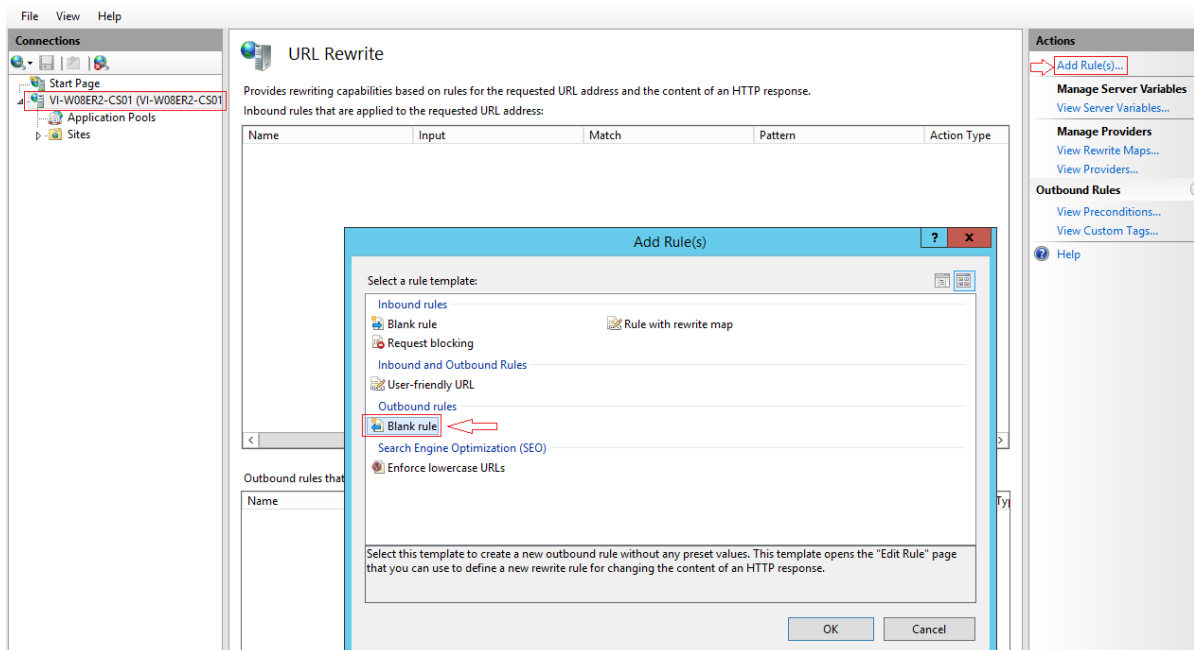 File View Help
Connections
Start Page
VI-W08ER2-CS01 (VI-W08ER2-CS01
Application Pools
Sites
URL Rewrite
Provides rewriting capabilities based on rules for the requested URL address and the content of an HTTP response.
Inbound rules that are applied to the requested URL address:
Name Input Match Pattern Action Type
Add Rule(s)
? x
Select a rule template:
Inbound rules
Blank rule Rule with rewrite map
Request blocking
Inbound and Outbound Rules
User-friendly URL
Outbound rules
Blank rule
Search Engine Optimization (SEO)
Enforce lowercase URLs
Select this template to create a new outbound rule without any preset values. This template opens the "Edit Rule" page
that you can use to define a new rewrite rule for changing the content of an HTTP response.
OK Cancel
Outbound rules that
Name Typ
Actions
Add Rule(s)...
Manage Server Variables
View Server Variables...
Manage Providers
View Rewrite Maps...
View Providers...
Outbound Rules
View Preconditions...
View Custom Tags...
Help